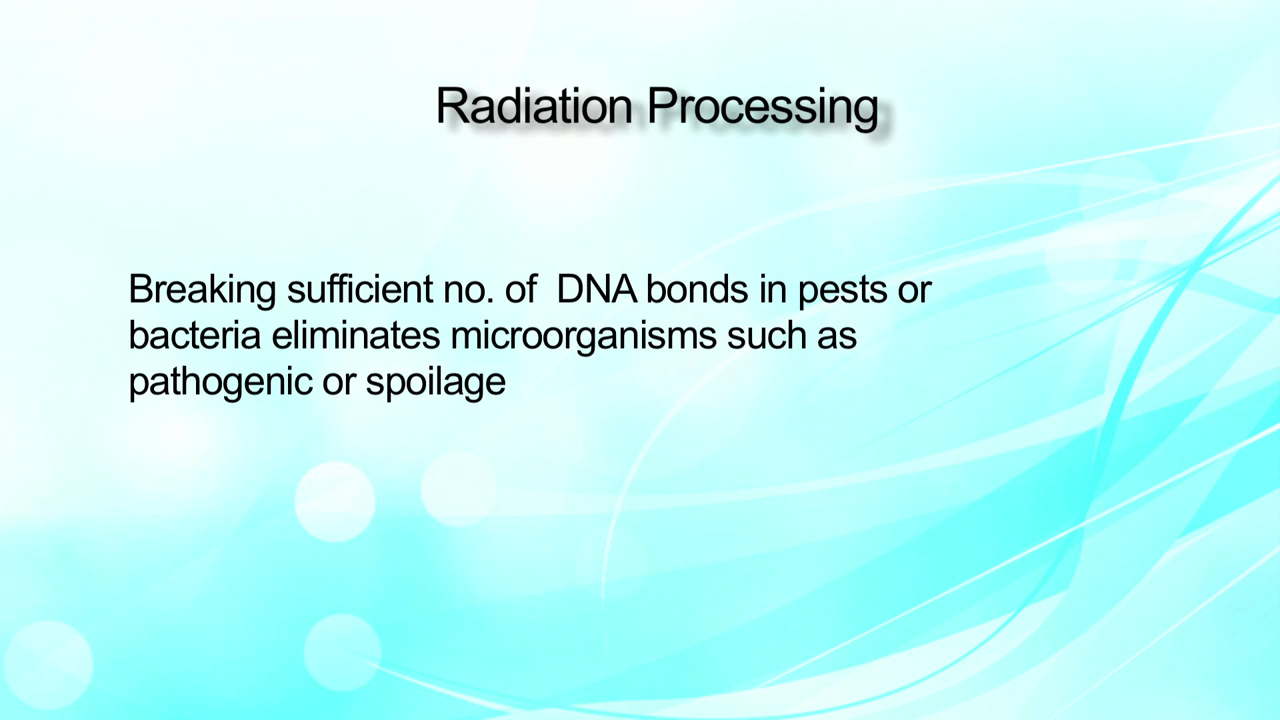 Radiation Processing
Breaking sufficient no. of  DNA bonds in pests or
bacteria eliminates microorganisms such as
pathogenic or spoilage